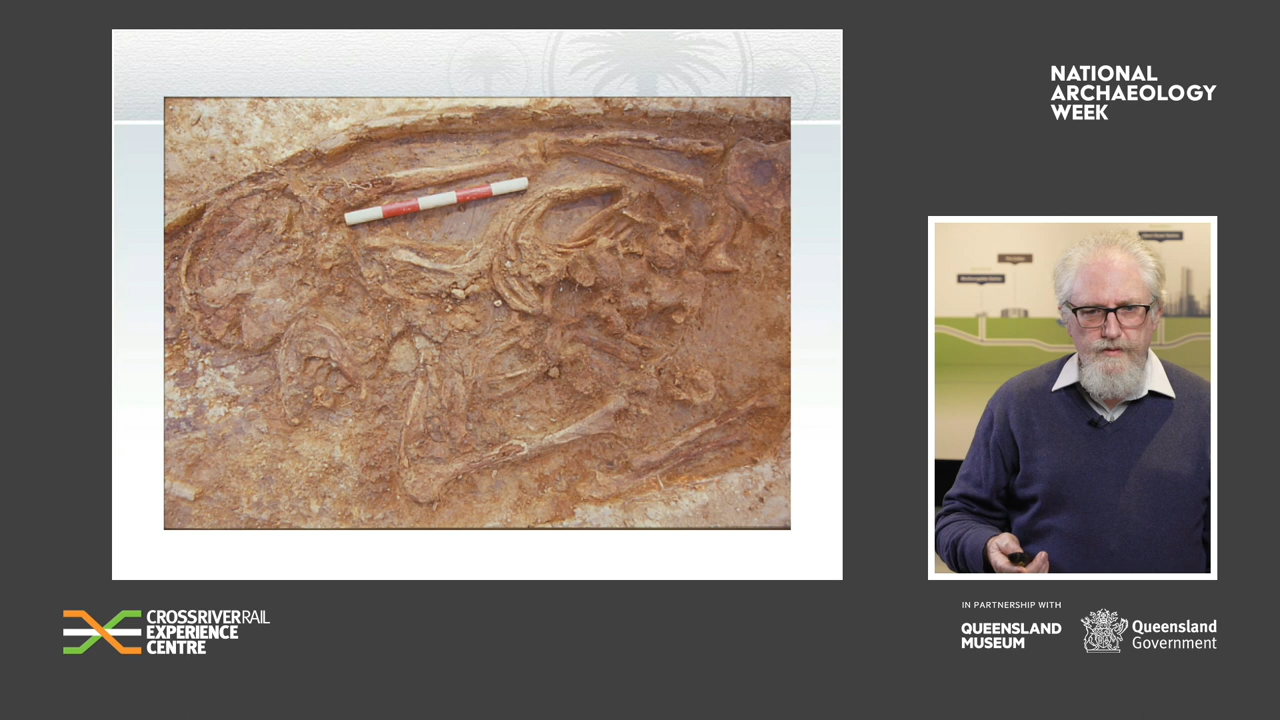 NATIONAL
ARCHAEOLOGY
WEEK
CROSSRIVERRAIL
EXPERIENCE
CENTRE
IN PARTNERSHIP WITH
QUEENSLAND
MUSEUM
Queensland
Government